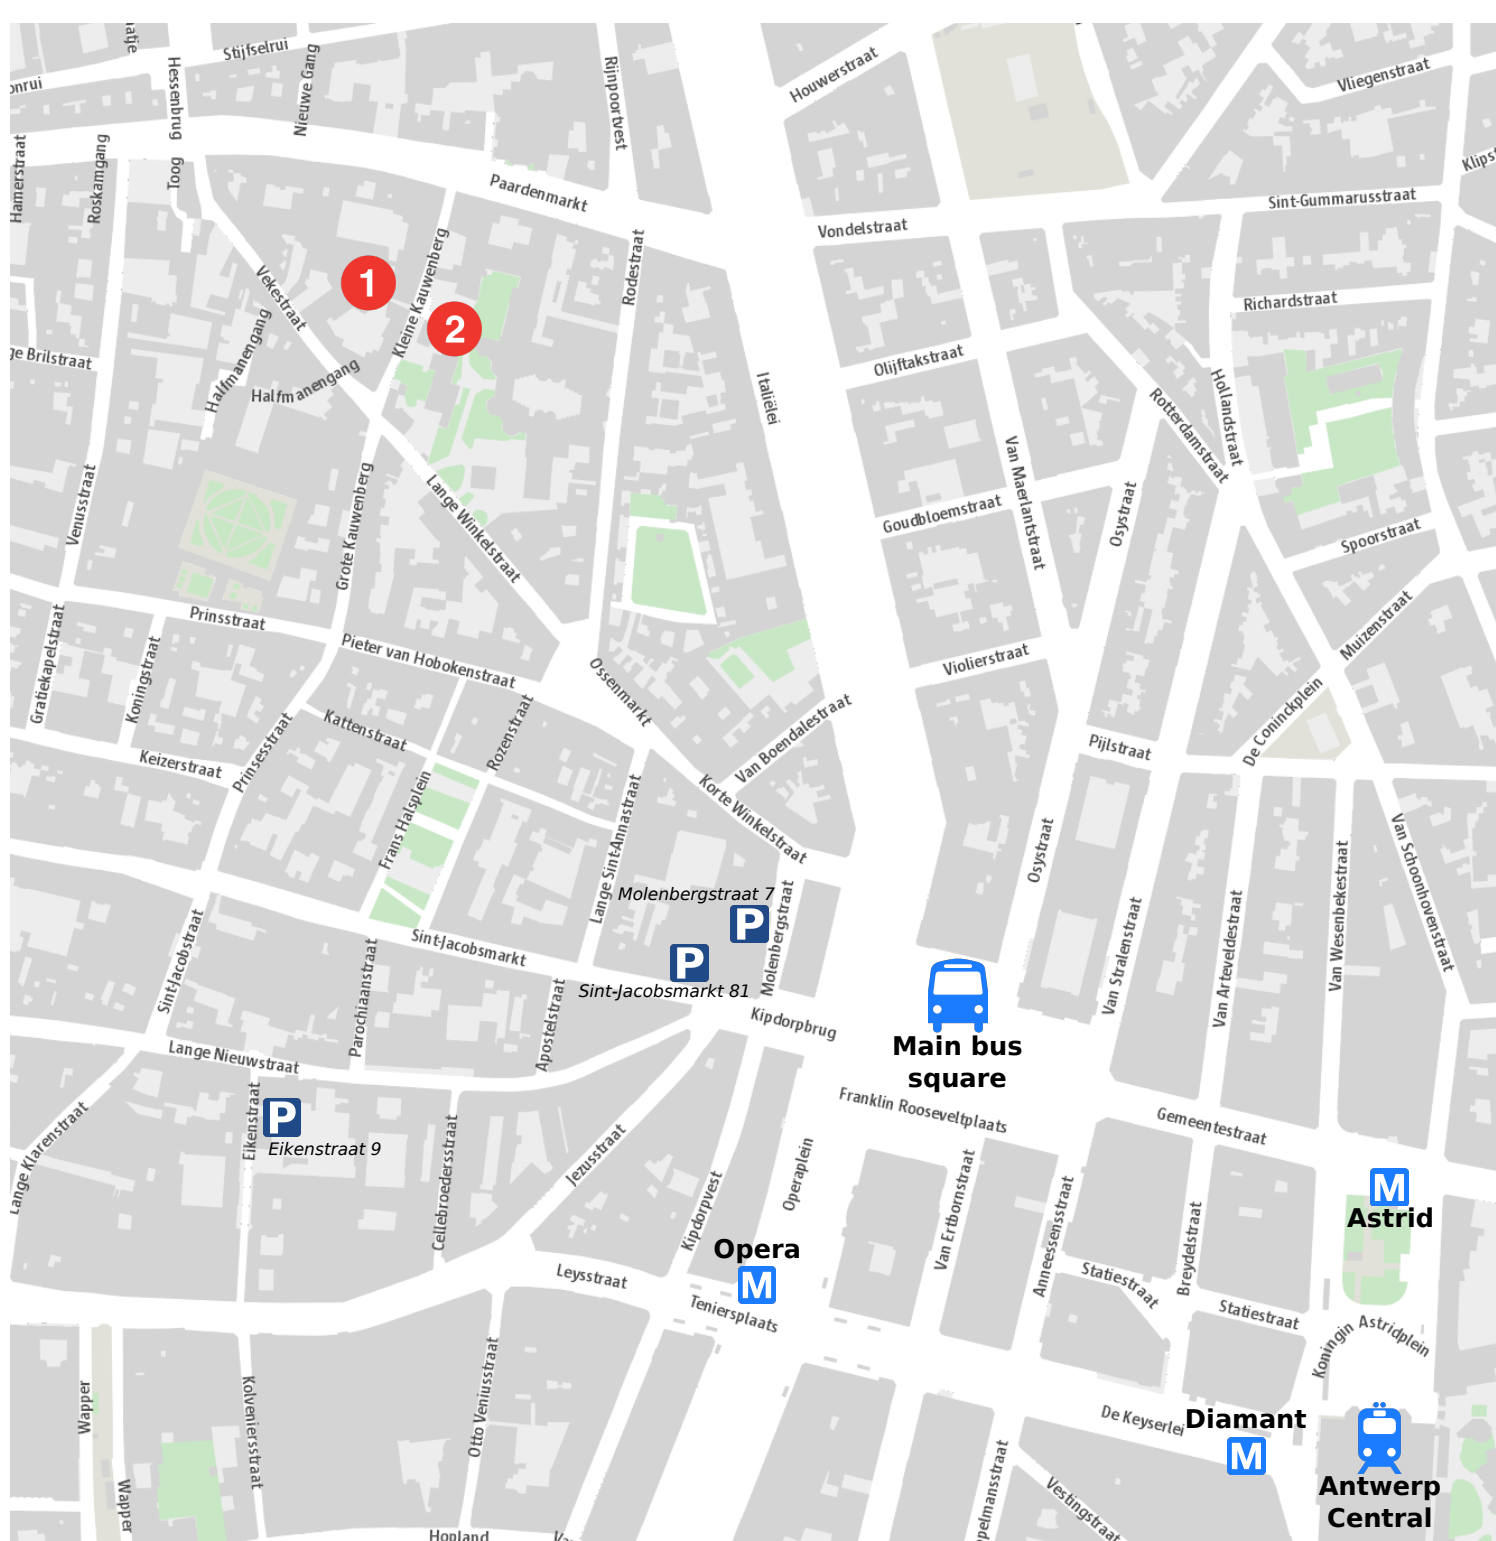 Stijfselrui
Houwerstraat
Vliegenstraat
Hessenbrug
Nieuwe Gang
Rijnpoortvest
Hamerstraat
Roskamgang
Toog
Paardenmarkt
Sint-Gummarusstraat
Vondelstraat
1
2
Vekestraat
Kleine Kauwenberg
Rodestraat
Richardstraat
Halfmanengang
Halfmanengang
Olijftakstraat
Italiëlei
Hollandstraat
Rotterdamstraat
Venusstraat
Grote Kauwenberg
Lange Winkelstraat
Goudbloemstraat
Van Maerlantstraat
Osystraat
Spoorstraat
Prinsstraat
Gratiekapelstraat
Koningstraat
Pieter van Hobokenstraat
Ossenmarkt
Violierstraat
Muizenstraat
Kattenstraat
Rozenstraat
Van Boendalestraat
De Coninckplein
Keizerstraat
Prinsesstraat
Pijlstraat
Frans Halsplein
Lange Sint-Annastraat
Korte Winkelstraat
Osystraat
Van Schoonhovenstraat
Molenbergstraat 7
P
Molenbergstraat
Sint-Jacobstraat
Sint-Jacobsmarkt
P
Sint-Jacobsmarkt 81
Van Stralenstraat
Van Arteveldestraat
Van Wesenbekestraat
Parochiaanstraat
Apostelstraat
Kipdorpbrug
Main bus
square
Lange Nieuwstraat
Franklin Rooseveltplaats
Gemeentestraat
Lange Klarenstraat
Eikenstraat
P
Eikenstraat 9
Cellebroedersstraat
Jezusstraat
Kipdorpvest
Operaplein
Van Ertbornstraat
Anneessensstraat
Breydelstraat
M
Astrid
Opera
M
Leysstraat
Teniersplaats
Statiestraat
Statiestraat
Koningin Astridplein
Wapper
Kolveniersstraat
Otto Veniusstraat
De Keyserlei
Diamant
M
Antwerp
Central
Wapper
Vestingstraat
Hopland